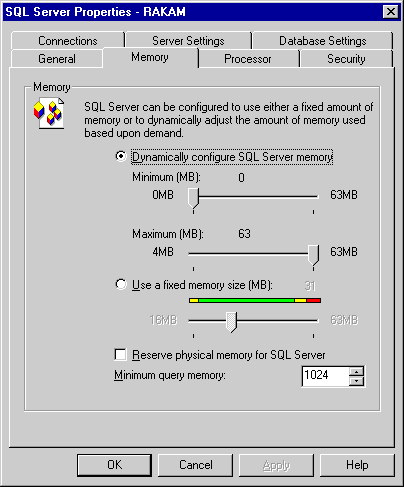 SQL Server Properties - RAKAM
Connections Server Settings Database Settings
General Memory Processor Security
Memory
SQL Server can be configured to use either a fixed amount of
memory or to dynamically adjust the amount of memory used
based upon demand.
Dynamically configure SQL Server memory
Minimum (MB): 0
0MB 63MB
Maximum (MB): 63
4MB 63MB
Use a fixed memory size (MB): 31
16MB 63MB
Reserve physical memory for SQL Server
Minimum query memory: 1024
OK Cancel Apply Help